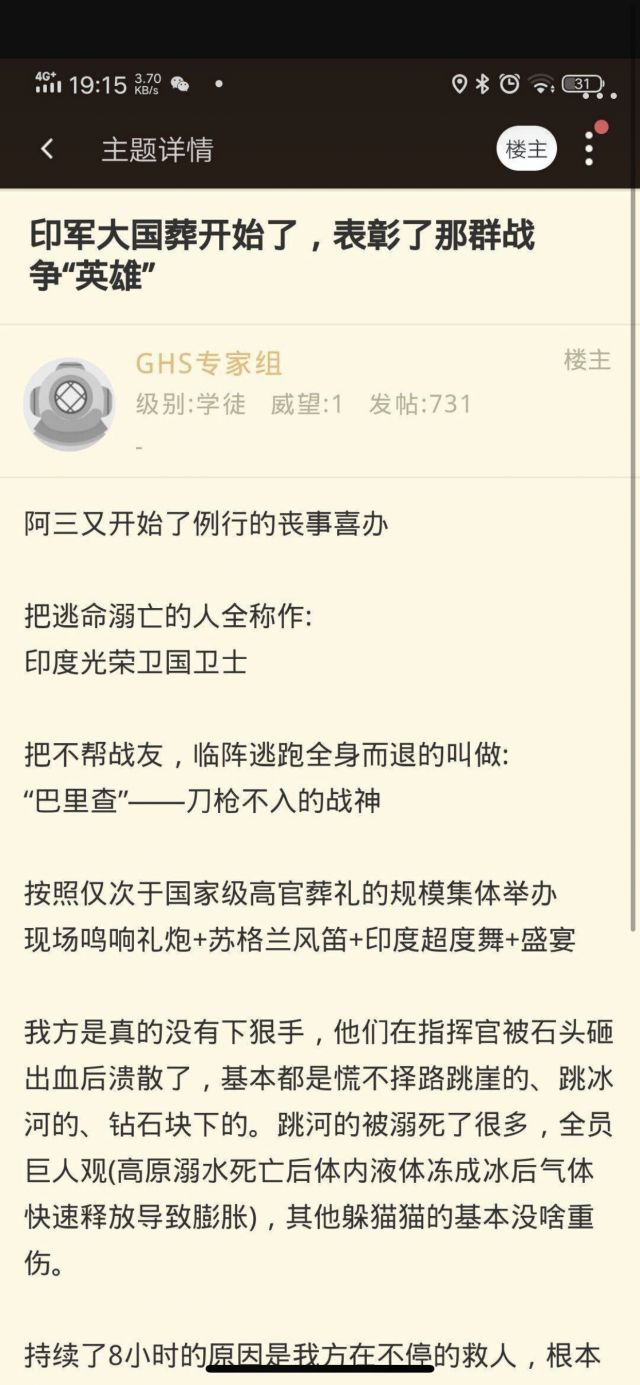 4G+ 19:15 3.70 KB/s 31
主题详情 楼主
印军大国葬开始了，表彰了那群战
争“英雄”
GHS专家组 楼主
级别:学徒 威望:1 发帖:731
-
阿三又开始了例行的丧事喜办
把逃命溺亡的人全称作:
印度光荣卫国卫士
把不帮战友，临阵逃跑全身而退的叫做:
“巴里查”——刀枪不入的战神
按照仅次于国家级高官葬礼的规模集体举办
现场鸣响礼炮+苏格兰风笛+印度超度舞+盛宴
我方是真的没有下狠手，他们在指挥官被石头砸
出血后溃散了，基本都是慌不择路跳崖的、跳冰
河的、钻石块下的。跳河的被溺死了很多，全员
巨人观(高原溺水死亡后体内液体冻成冰后气体
快速释放导致膨胀)，其他躲猫猫的基本没啥重
伤。
持续了8小时的原因是我方在不停的救人，根本